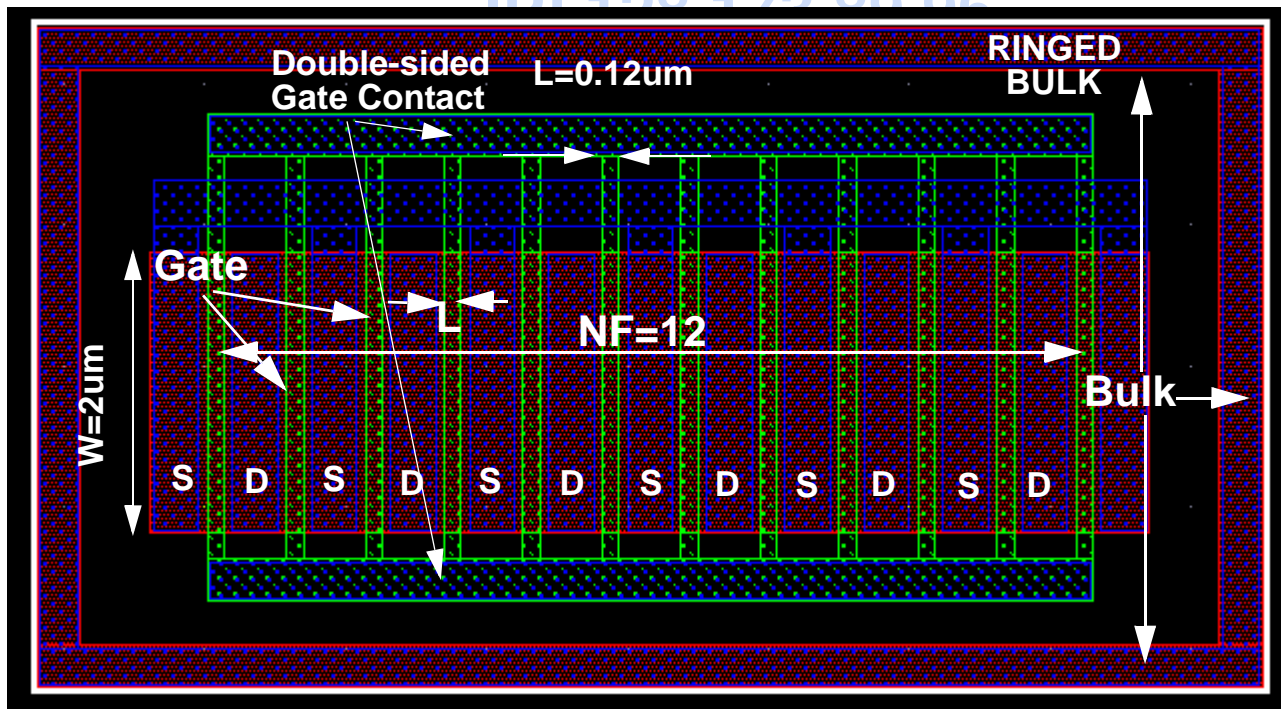 RINGED
BULK
Double-sided
Gate Contact
L=0.12um
Gate
L
NF=12
W=2um
Bulk
S D S D S D S D S D S D